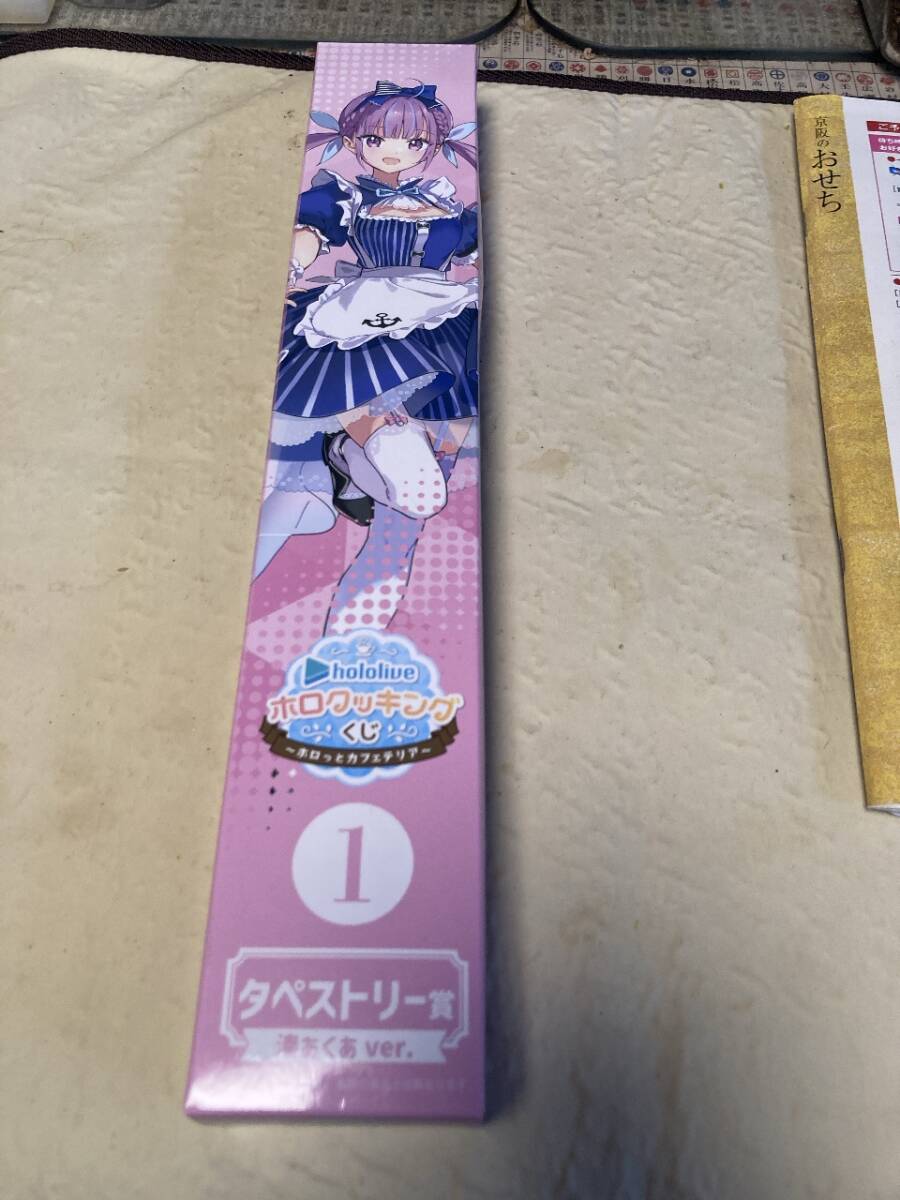 hololive
ホロクッキング
くじ
~ホロっとカフェテリア~
1
タペストリー賞
湊あくあ ver.
京阪のおせち